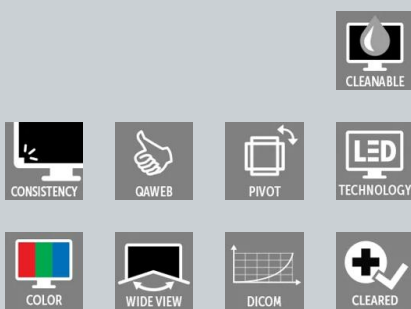 CLEANABLE
CONSISTENCY
QAWEB
PIVOT
LED
TECHNOLOGY
COLOR
WIDE VIEW
DICOM
CLEARED